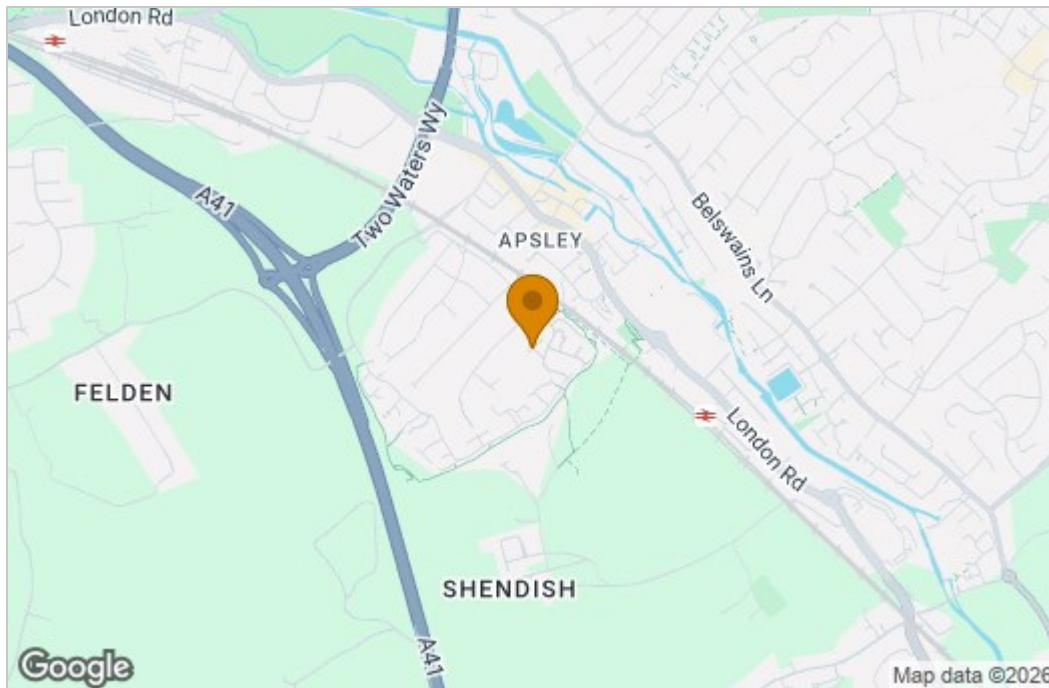 London Rd
Two Waters Wy
A41
APSLEY
Belswains Ln
FELDEN
London Rd
SHENDISH
A41
Google
Map data ©2026